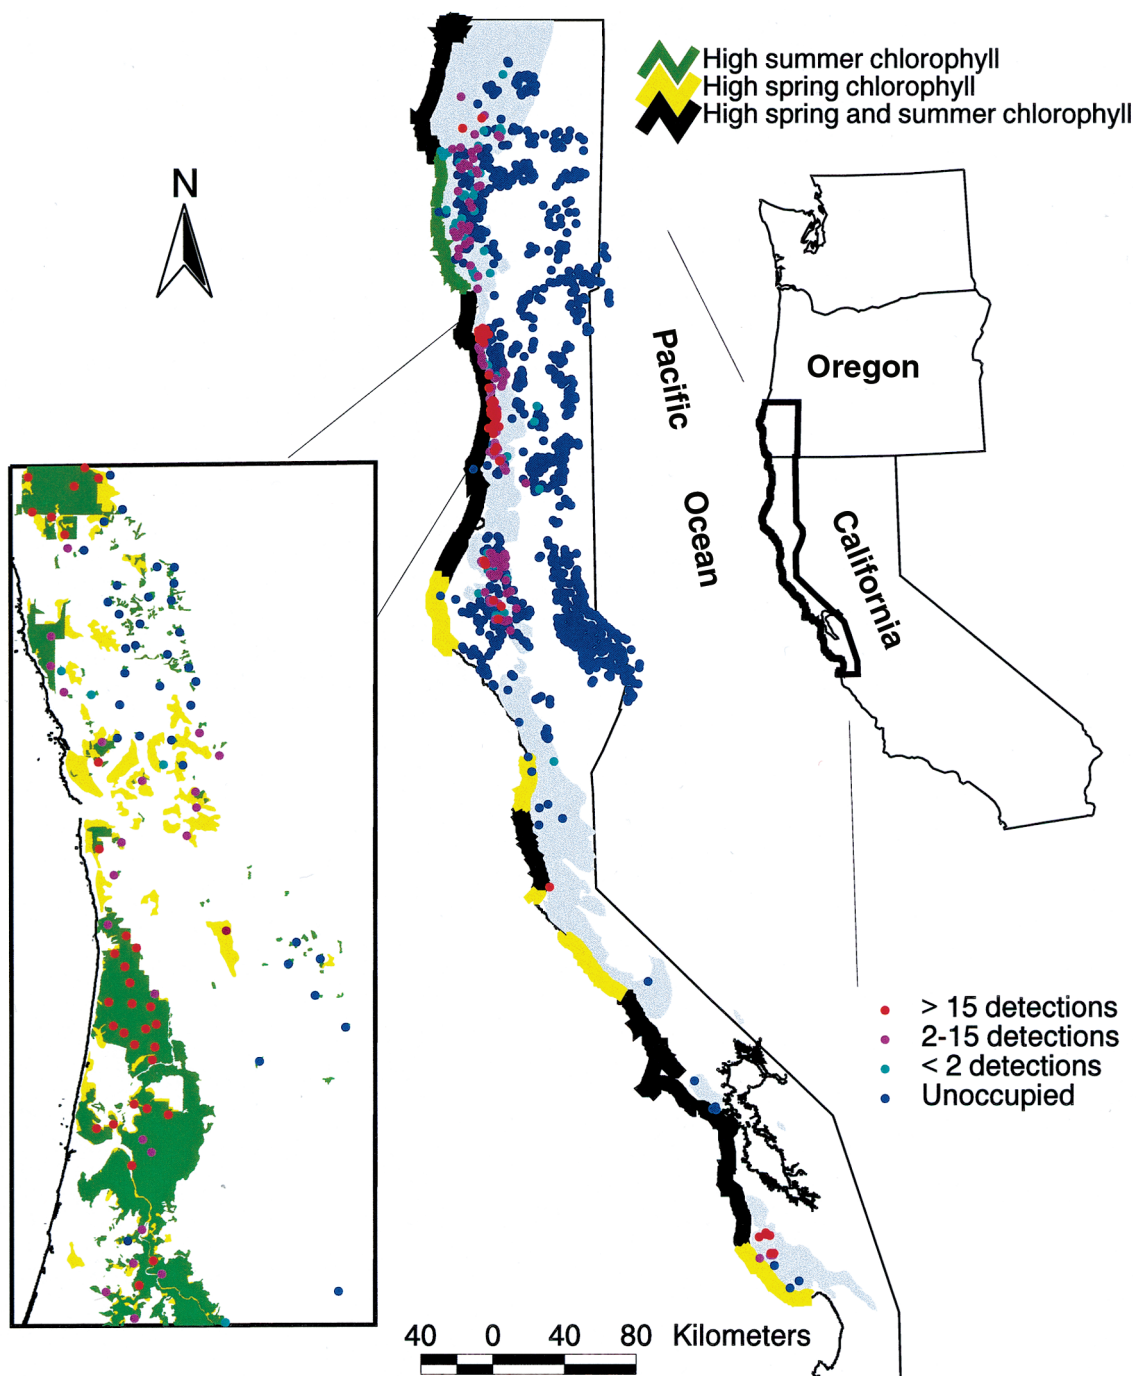 High summer chlorophyll
High spring chlorophyll
High spring and summer chlorophyll
N
Oregon
Pacific
Ocean
California
> 15 detections
2-15 detections
< 2 detections
Unoccupied
40 0 40 80 Kilometers